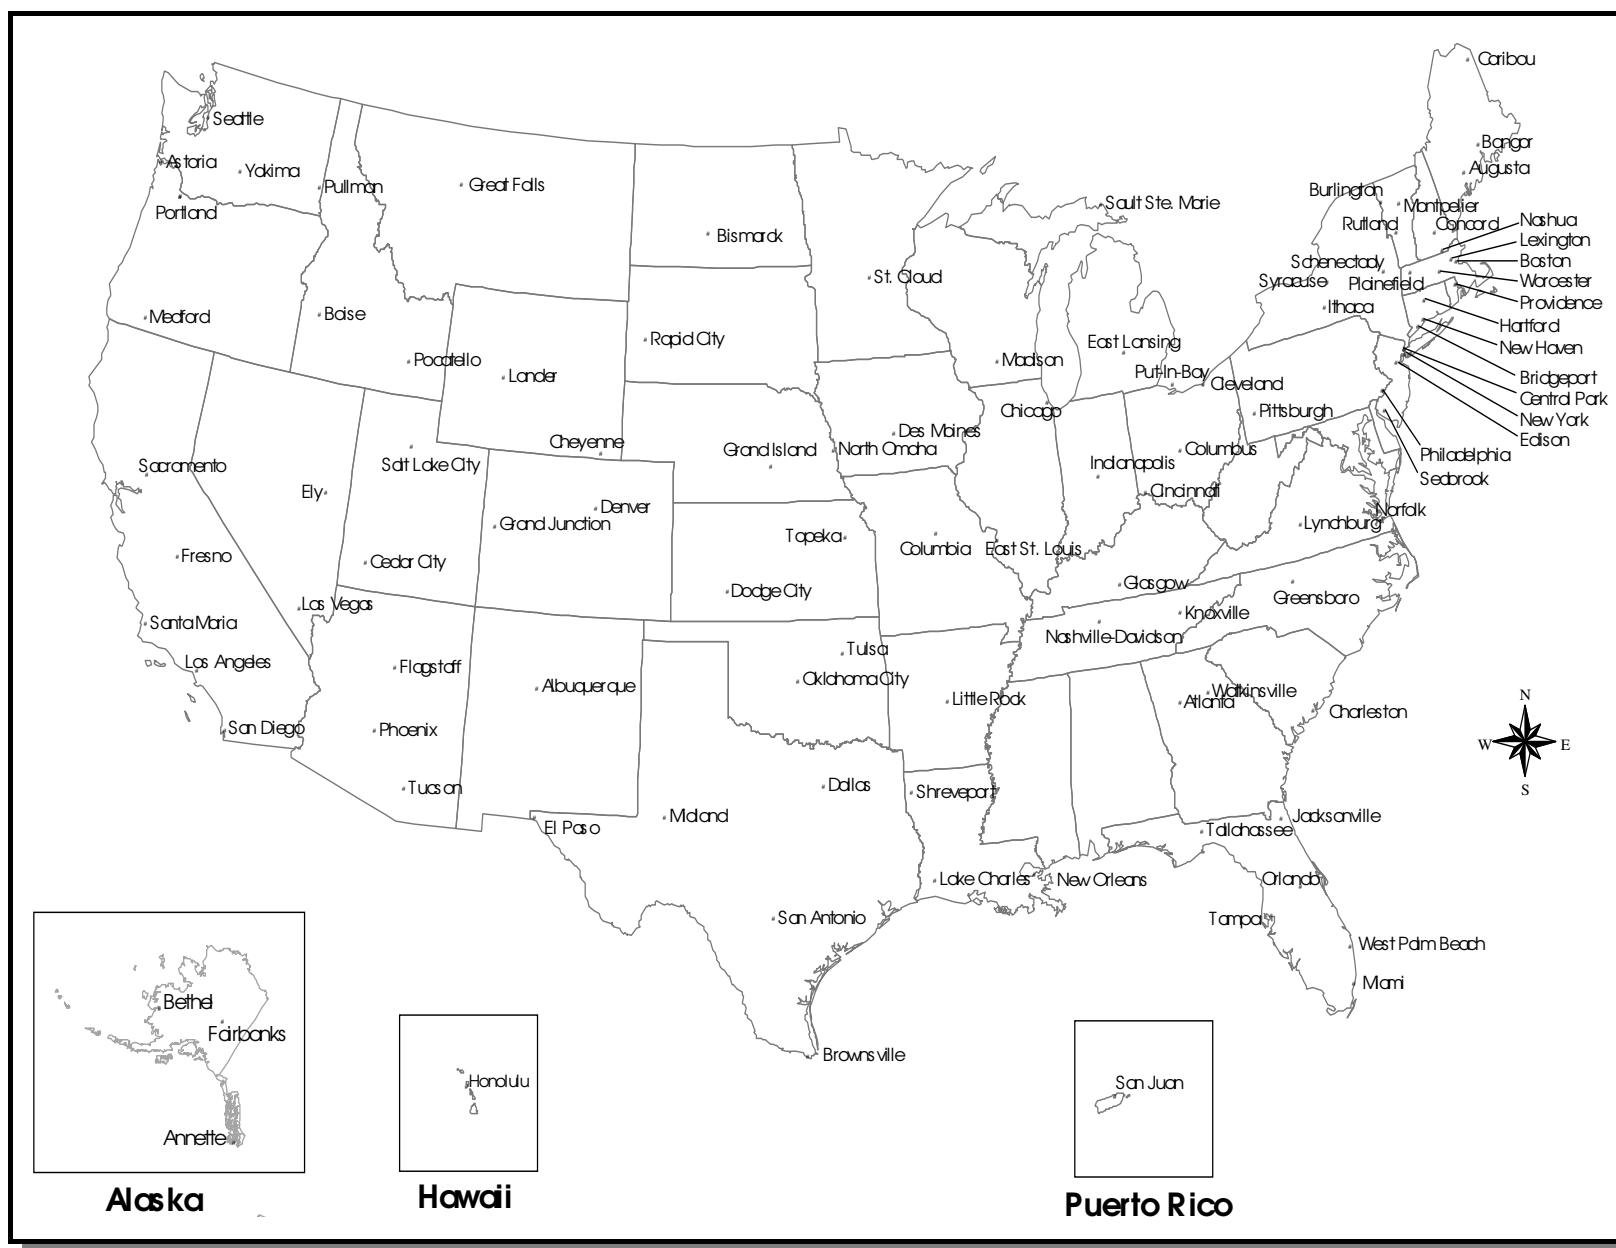 Caribou
Seattle
Bangor
Astoria
Yakima
Augusta
Pullman
Great Falls
Burlington
Portland
Sault Ste. Marie
Montpelier
Rutland
Concord
Nashua
Bismarck
Lexington
Schenectady
Boston
St. Cloud
Syracuse
Plainfield
Worcester
Ithaca
Providence
Medford
Boise
Hartford
Rapid City
East Lansing
New Haven
Pocatello
Lander
Madison
Put-In-Bay
Cleveland
Bridgeport
Chicago
Pittsburgh
Central Park
New York
Cheyenne
Des Moines
Edison
Grand Island
North Omaha
Columbus
Philadelphia
Sacramento
Salt Lake City
Indianapolis
Seabrook
Ely
Cincinnati
Denver
Norfolk
Grand Junction
Lynchburg
Topeka
Columbia
East St. Louis
Fresno
Cedar City
Glasgow
Dodge City
Greensboro
Las Vegas
Knoxville
Santa Maria
Nashville-Davidson
Tulsa
Los Angeles
Flagstaff
Oklahoma City
Albuquerque
Little Rock
Watkinsville
Atlanta
Charleston
N
San Diego
Phoenix
W
E
Tucson
Dallas
Shreveport
S
El Paso
Midland
Jacksonville
Tallahassee
Lake Charles
New Orleans
Orlando
San Antonio
Tampa
West Palm Beach
Miami
Bethel
Fairbanks
Brownsville
Honolulu
San Juan
Annette
Alaska
Hawaii
Puerto Rico